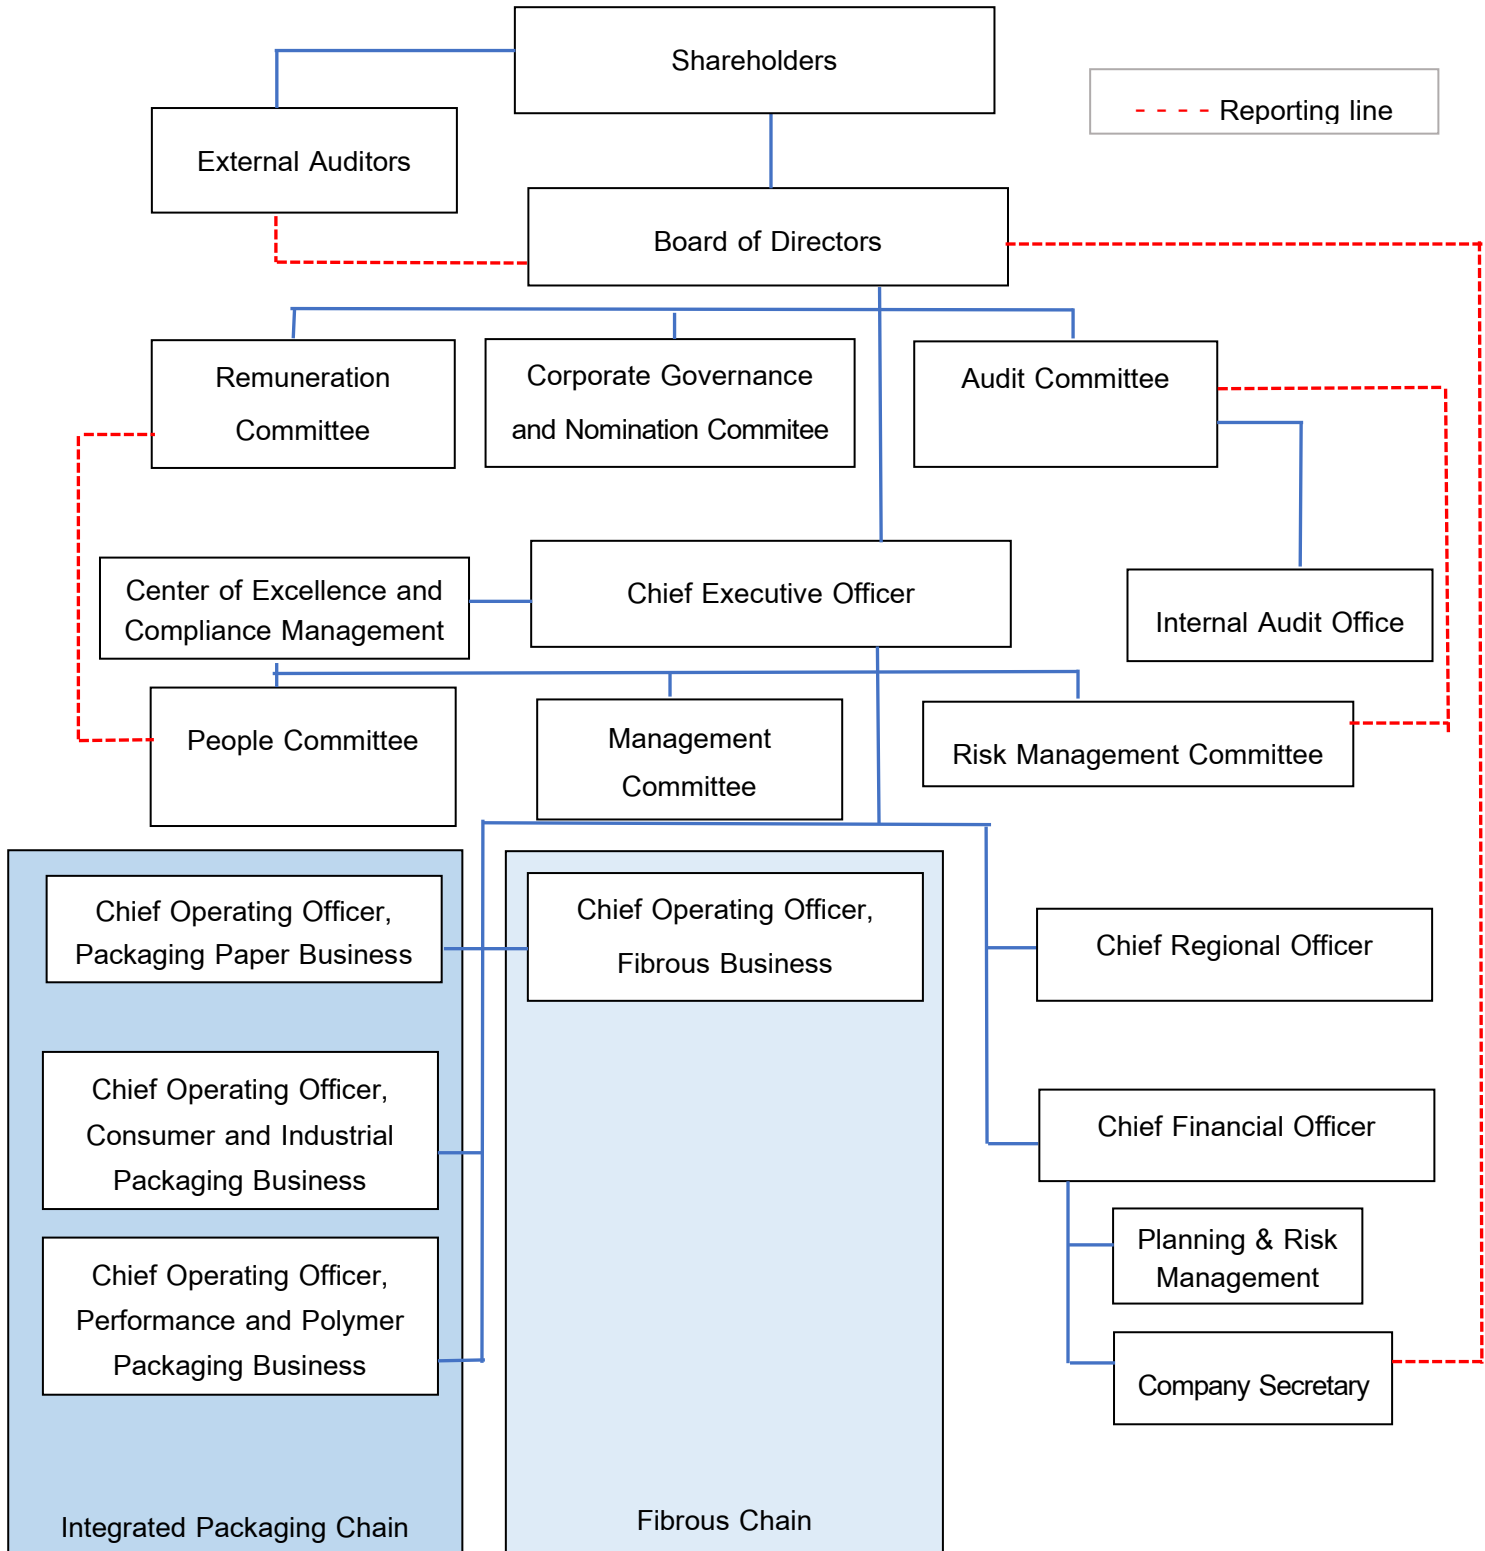 Shareholders
- - - - Reporting line
External Auditors
Board of Directors
Remuneration
Committee
Corporate Governance
and Nomination Commitee
Audit Committee
Center of Excellence and
Compliance Management
Chief Executive Officer
Internal Audit Office
People Committee
Management
Committee
Risk Management Committee
Chief Operating Officer,
Packaging Paper Business
Chief Operating Officer,
Fibrous Business
Chief Regional Officer
Chief Operating Officer,
Consumer and Industrial
Packaging Business
Chief Financial Officer
Planning & Risk
Management
Chief Operating Officer,
Performance and Polymer
Packaging Business
Company Secretary
Integrated Packaging Chain
Fibrous Chain